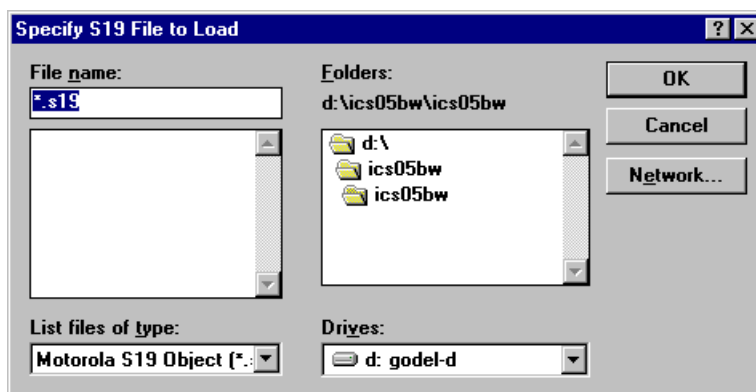 Specify S19 File to Load
? X
File name:
*.s19
Folders:
d:\ics05bw\ics05bw
d:\
ics05bw
ics05bw
OK
Cancel
Network...
List files of type:
Motorola S19 Object (*.s
Drives:
d: godel-d